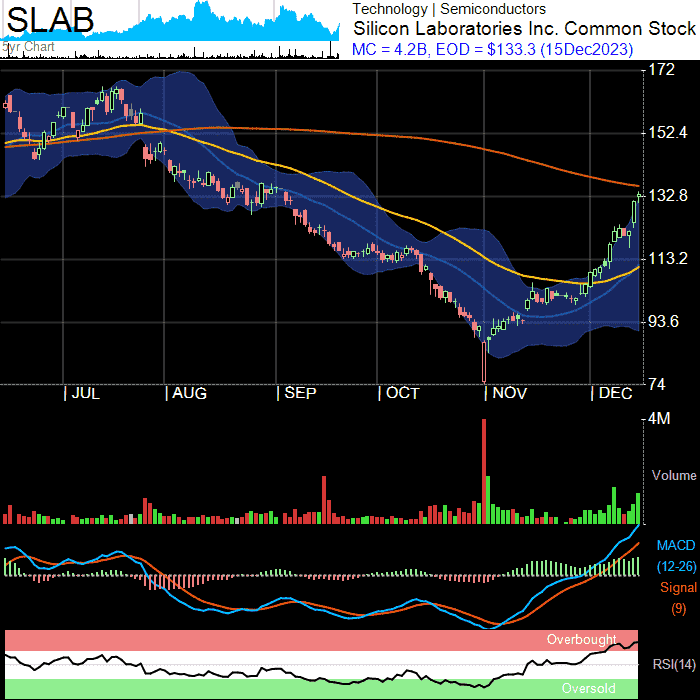 SLAB
5yr Chart
Technology | Semiconductors
Silicon Laboratories Inc. Common Stock
MC = 4.2B, EOD = $133.3 (15Dec2023)
172
152.4
132.8
113.2
93.6
74
| JUL | AUG | SEP | OCT | NOV | DEC
4M
Volume
MACD
(12-26)
Signal
(9)
Overbought
RSI(14)
Oversold